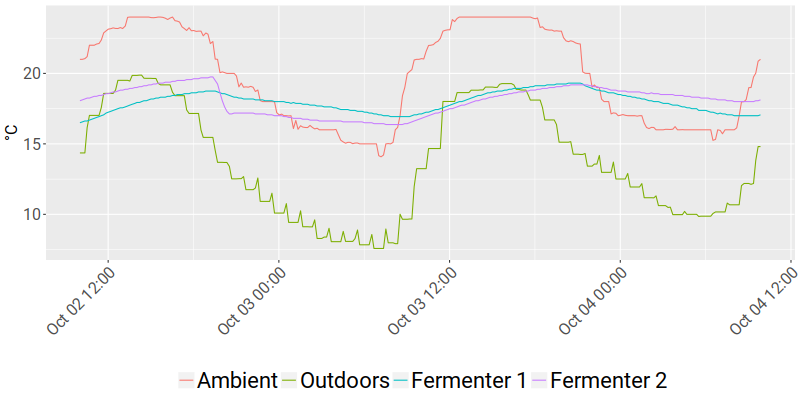 20
15
10
°C
Oct 02 12:00
Oct 03 00:00
Oct 03 12:00
Oct 04 00:00
Oct 04 12:00
Ambient Outdoors Fermenter 1 Fermenter 2